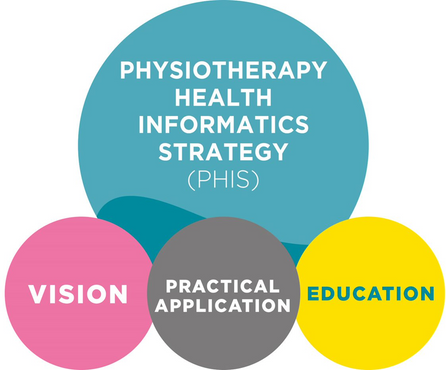 PHYSIOTHERAPY
HEALTH
INFORMATICS
STRATEGY
(PHIS)
VISION
PRACTICAL
APPLICATION
EDUCATION